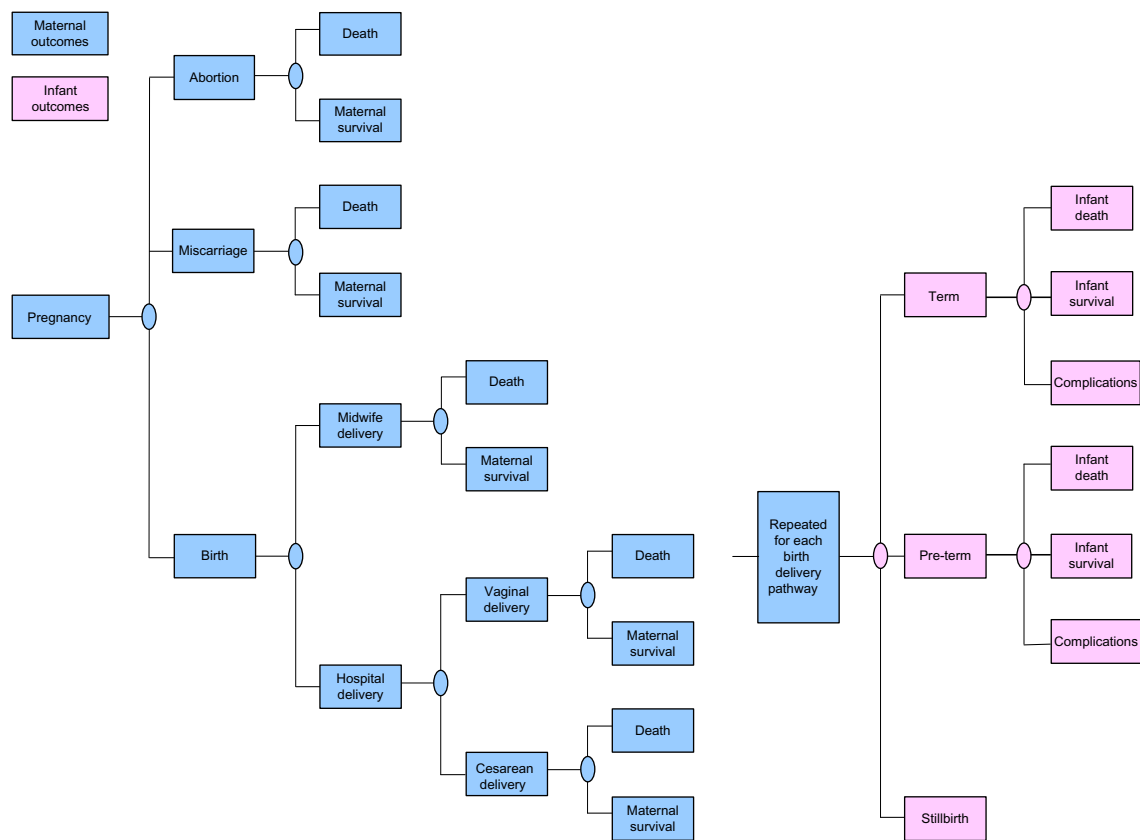 Maternal
outcomes
Infant
outcomes
Pregnancy
Abortion
Death
Maternal
survival
Miscarriage
Death
Maternal
survival
Birth
Midwife
delivery
Death
Maternal
survival
Hospital
delivery
Vaginal
delivery
Death
Maternal
survival
Cesarean
delivery
Death
Maternal
survival
Repeated
for each
birth
delivery
pathway
Term
Infant
death
Infant
survival
Complications
Pre-term
Infant
death
Infant
survival
Complications
Stillbirth